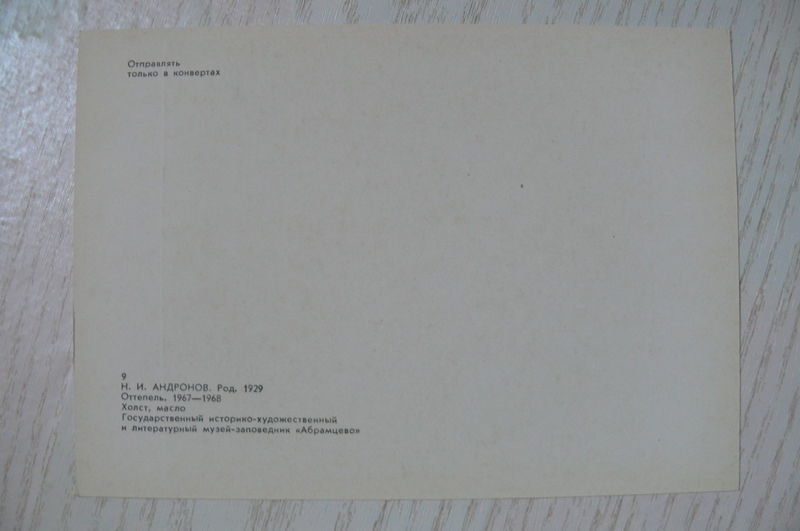 Отправлять
только в конвертах
9
Н. И. АНДРОНОВ. Род. 1929
Оттепель. 1967—1968
Холст, масло
Государственный историко-художественный
и литературный музей-заповедник «Абрамцево»